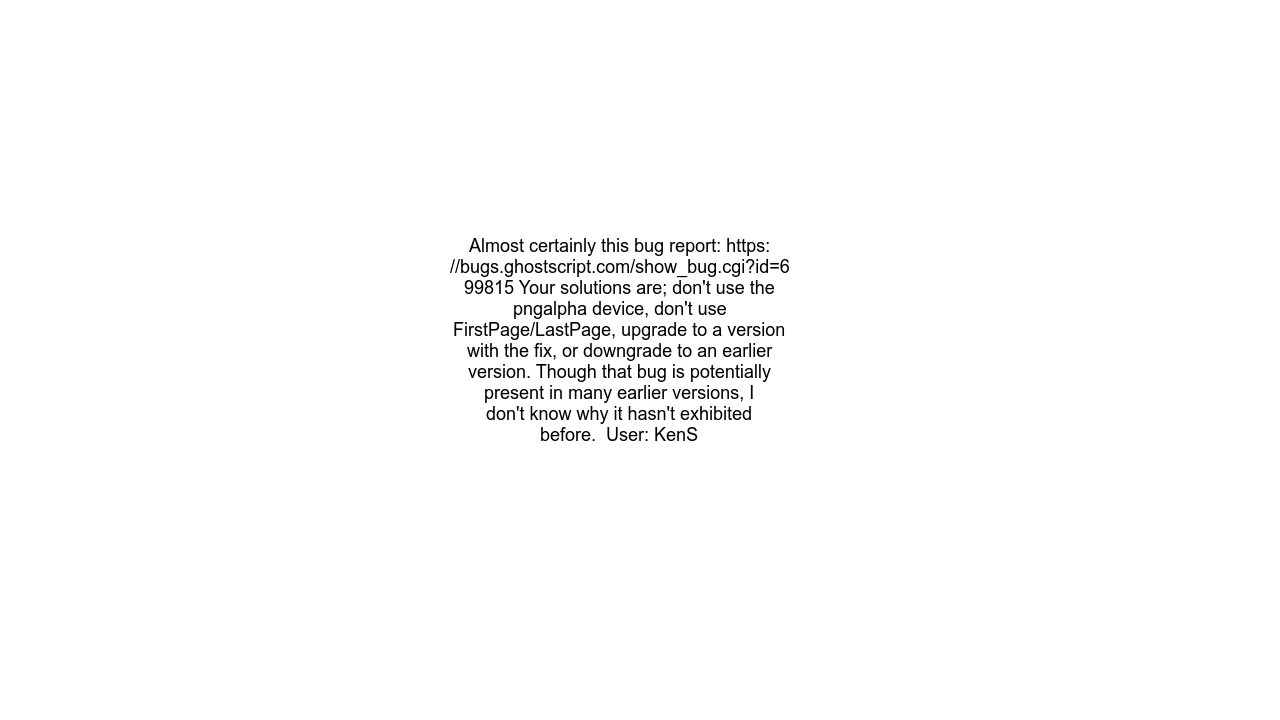 Almost certainly this bug report: https:
//bugs.ghostscript.com/show_bug.cgi?id=6
99815 Your solutions are; don't use the
pngalpha device, don't use
FirstPage/LastPage, upgrade to a version
with the fix, or downgrade to an earlier
version. Though that bug is potentially
present in many earlier versions, I
don't know why it hasn't exhibited
before.  User: KenS